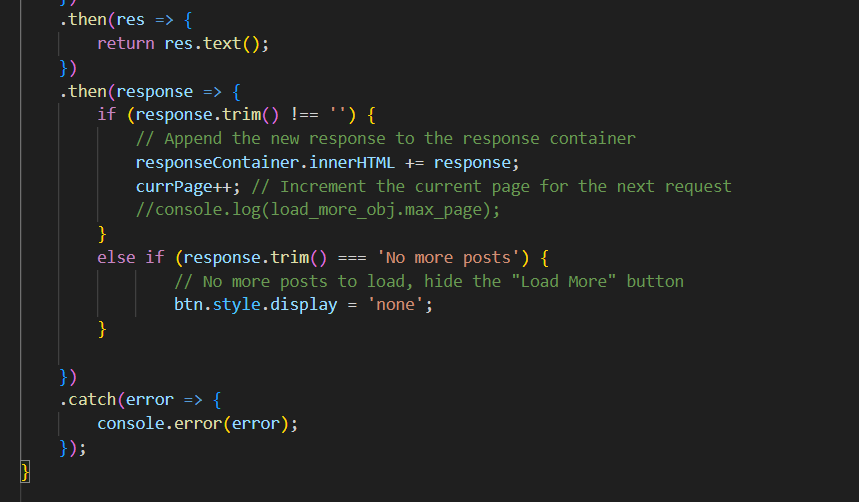 })
.then(res => {
return res.text();
})
.then(response => {
if (response.trim() !== '') {
// Append the new response to the response container
responseContainer.innerHTML += response;
currPage++; // Increment the current page for the next request
//console.log(load_more_obj.max_page);
}
else if (response.trim() === 'No more posts') {
// No more posts to load, hide the "Load More" button
btn.style.display = 'none';
}
})
.catch(error => {
console.error(error);
});
}